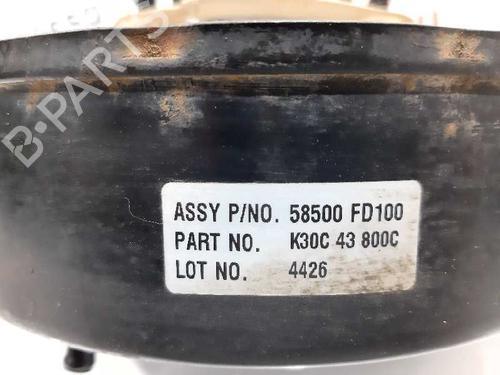 B-PARTS
ASSY P/NO. 58500 FD100
PART NO. K30C 43 800C
LOT NO. 4426